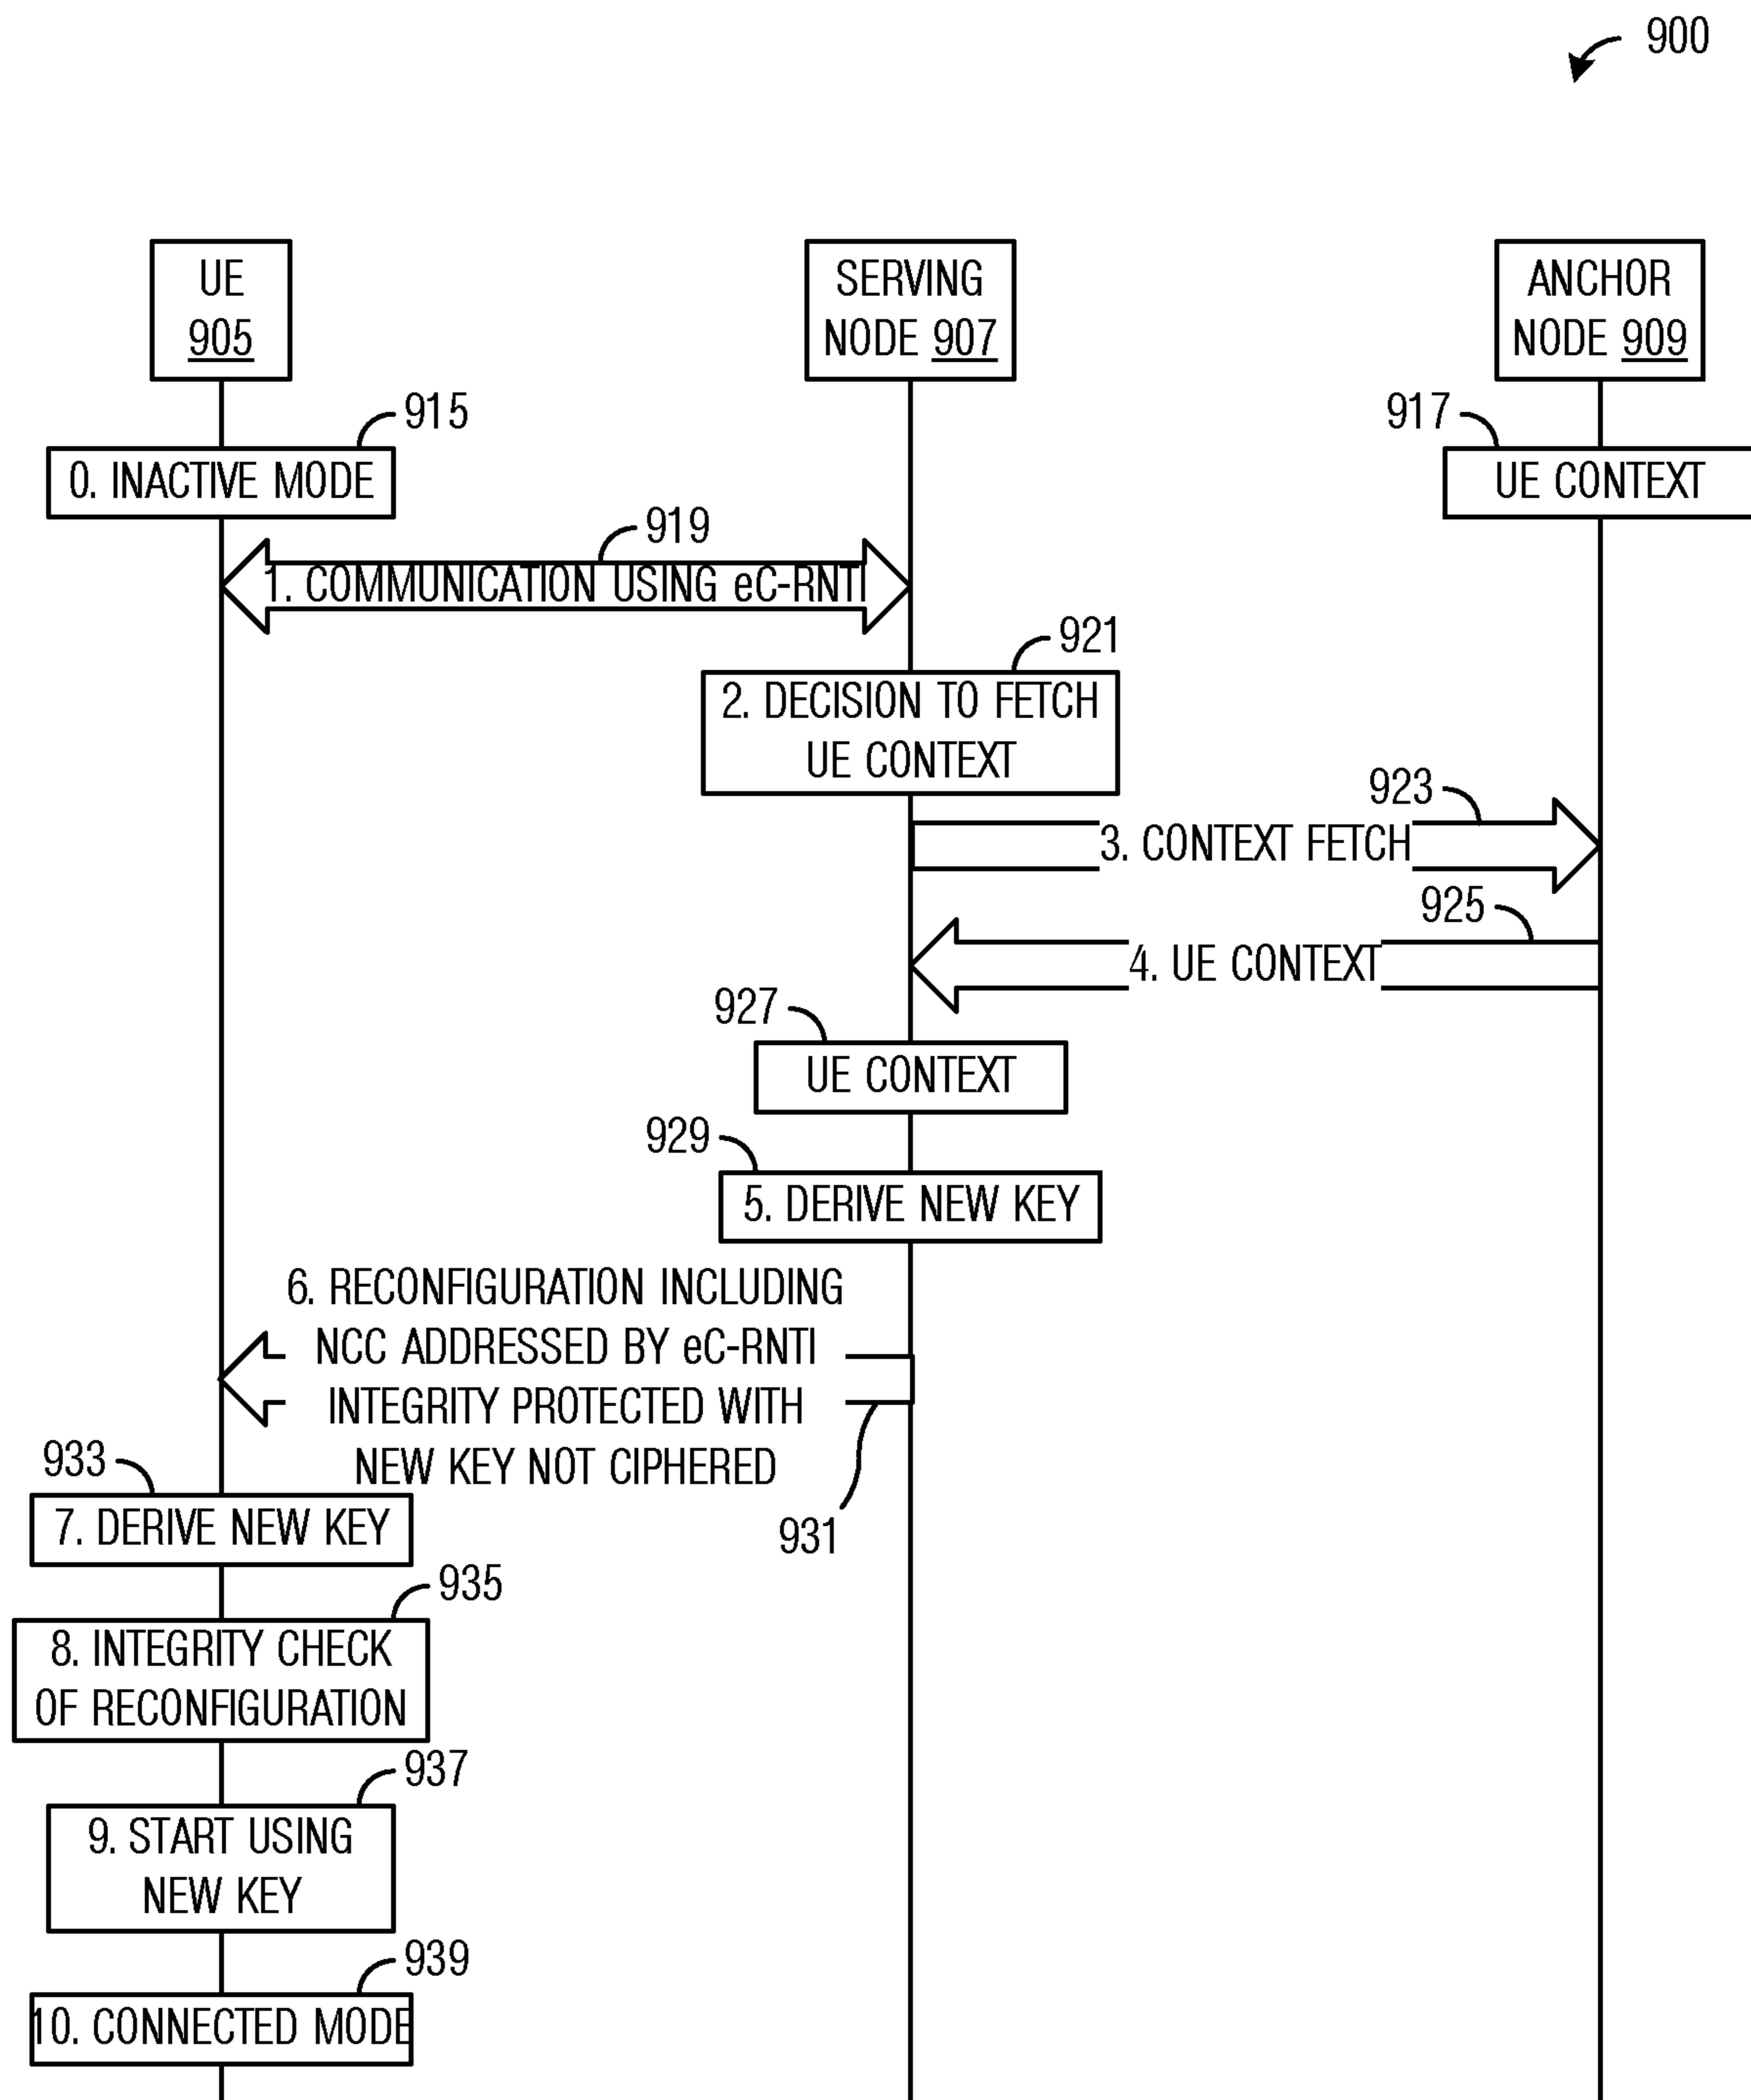 900
UE
905
SERVING
NODE 907
ANCHOR
NODE 909
915
917
0. INACTIVE MODE
UE CONTEXT
919
1. COMMUNICATION USING eC-RNTI
921
2. DECISION TO FETCH
UE CONTEXT
923
3. CONTEXT FETCH
925
4. UE CONTEXT
927
UE CONTEXT
929
5. DERIVE NEW KEY
6. RECONFIGURATION INCLUDING
NCC ADDRESSED BY eC-RNTI
INTEGRITY PROTECTED WITH
NEW KEY NOT CIPHERED
933
931
7. DERIVE NEW KEY
935
8. INTEGRITY CHECK
OF RECONFIGURATION
937
9. START USING
NEW KEY
939
10. CONNECTED MODE